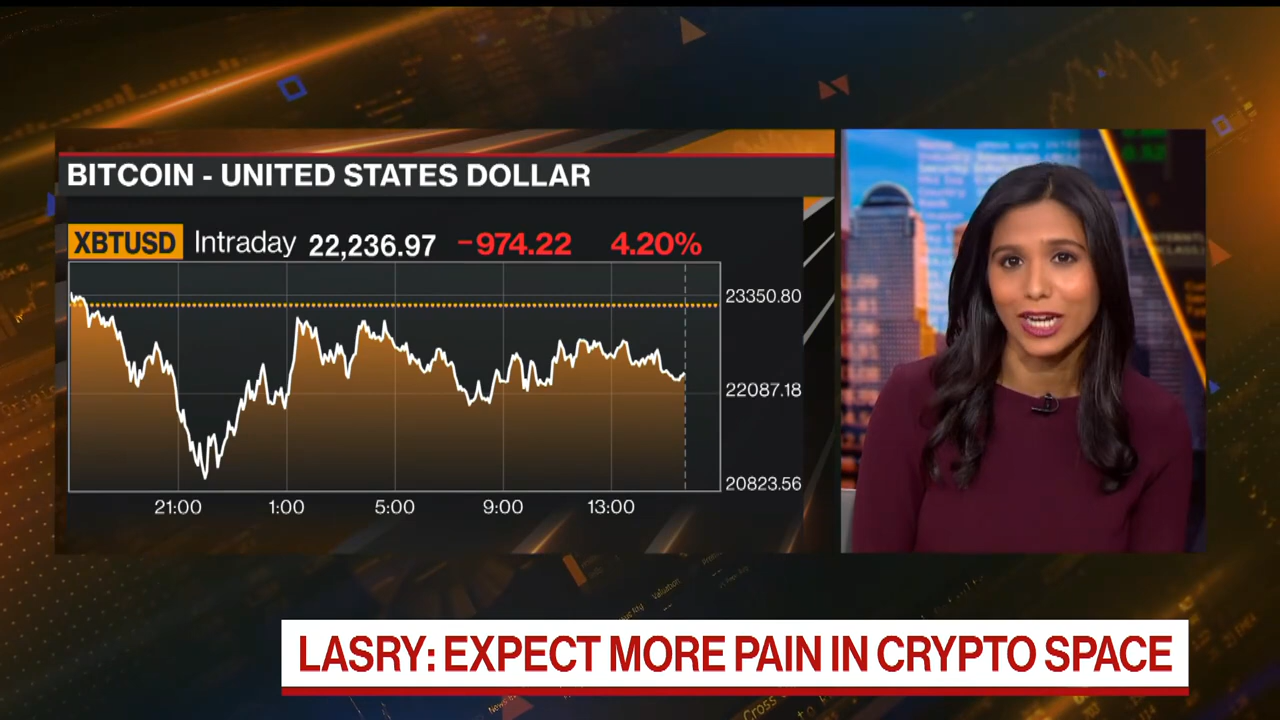 BITCOIN - UNITED STATES DOLLAR
XBTUSD Intraday 22,236.97 -974.22 4.20%
23350.80
22087.18
20823.56
21:00 1:00 5:00 9:00 13:00
LASRY: EXPECT MORE PAIN IN CRYPTO SPACE